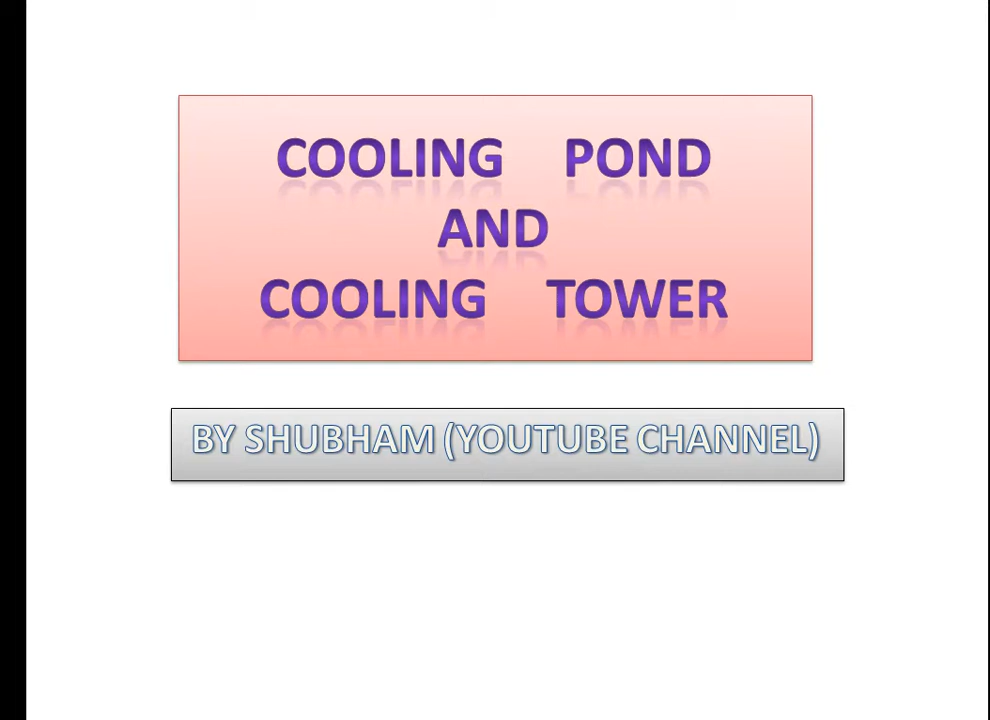 COOLING POND
AND
COOLING TOWER
BY SHUBHAM (YOUTUBE CHANNEL)